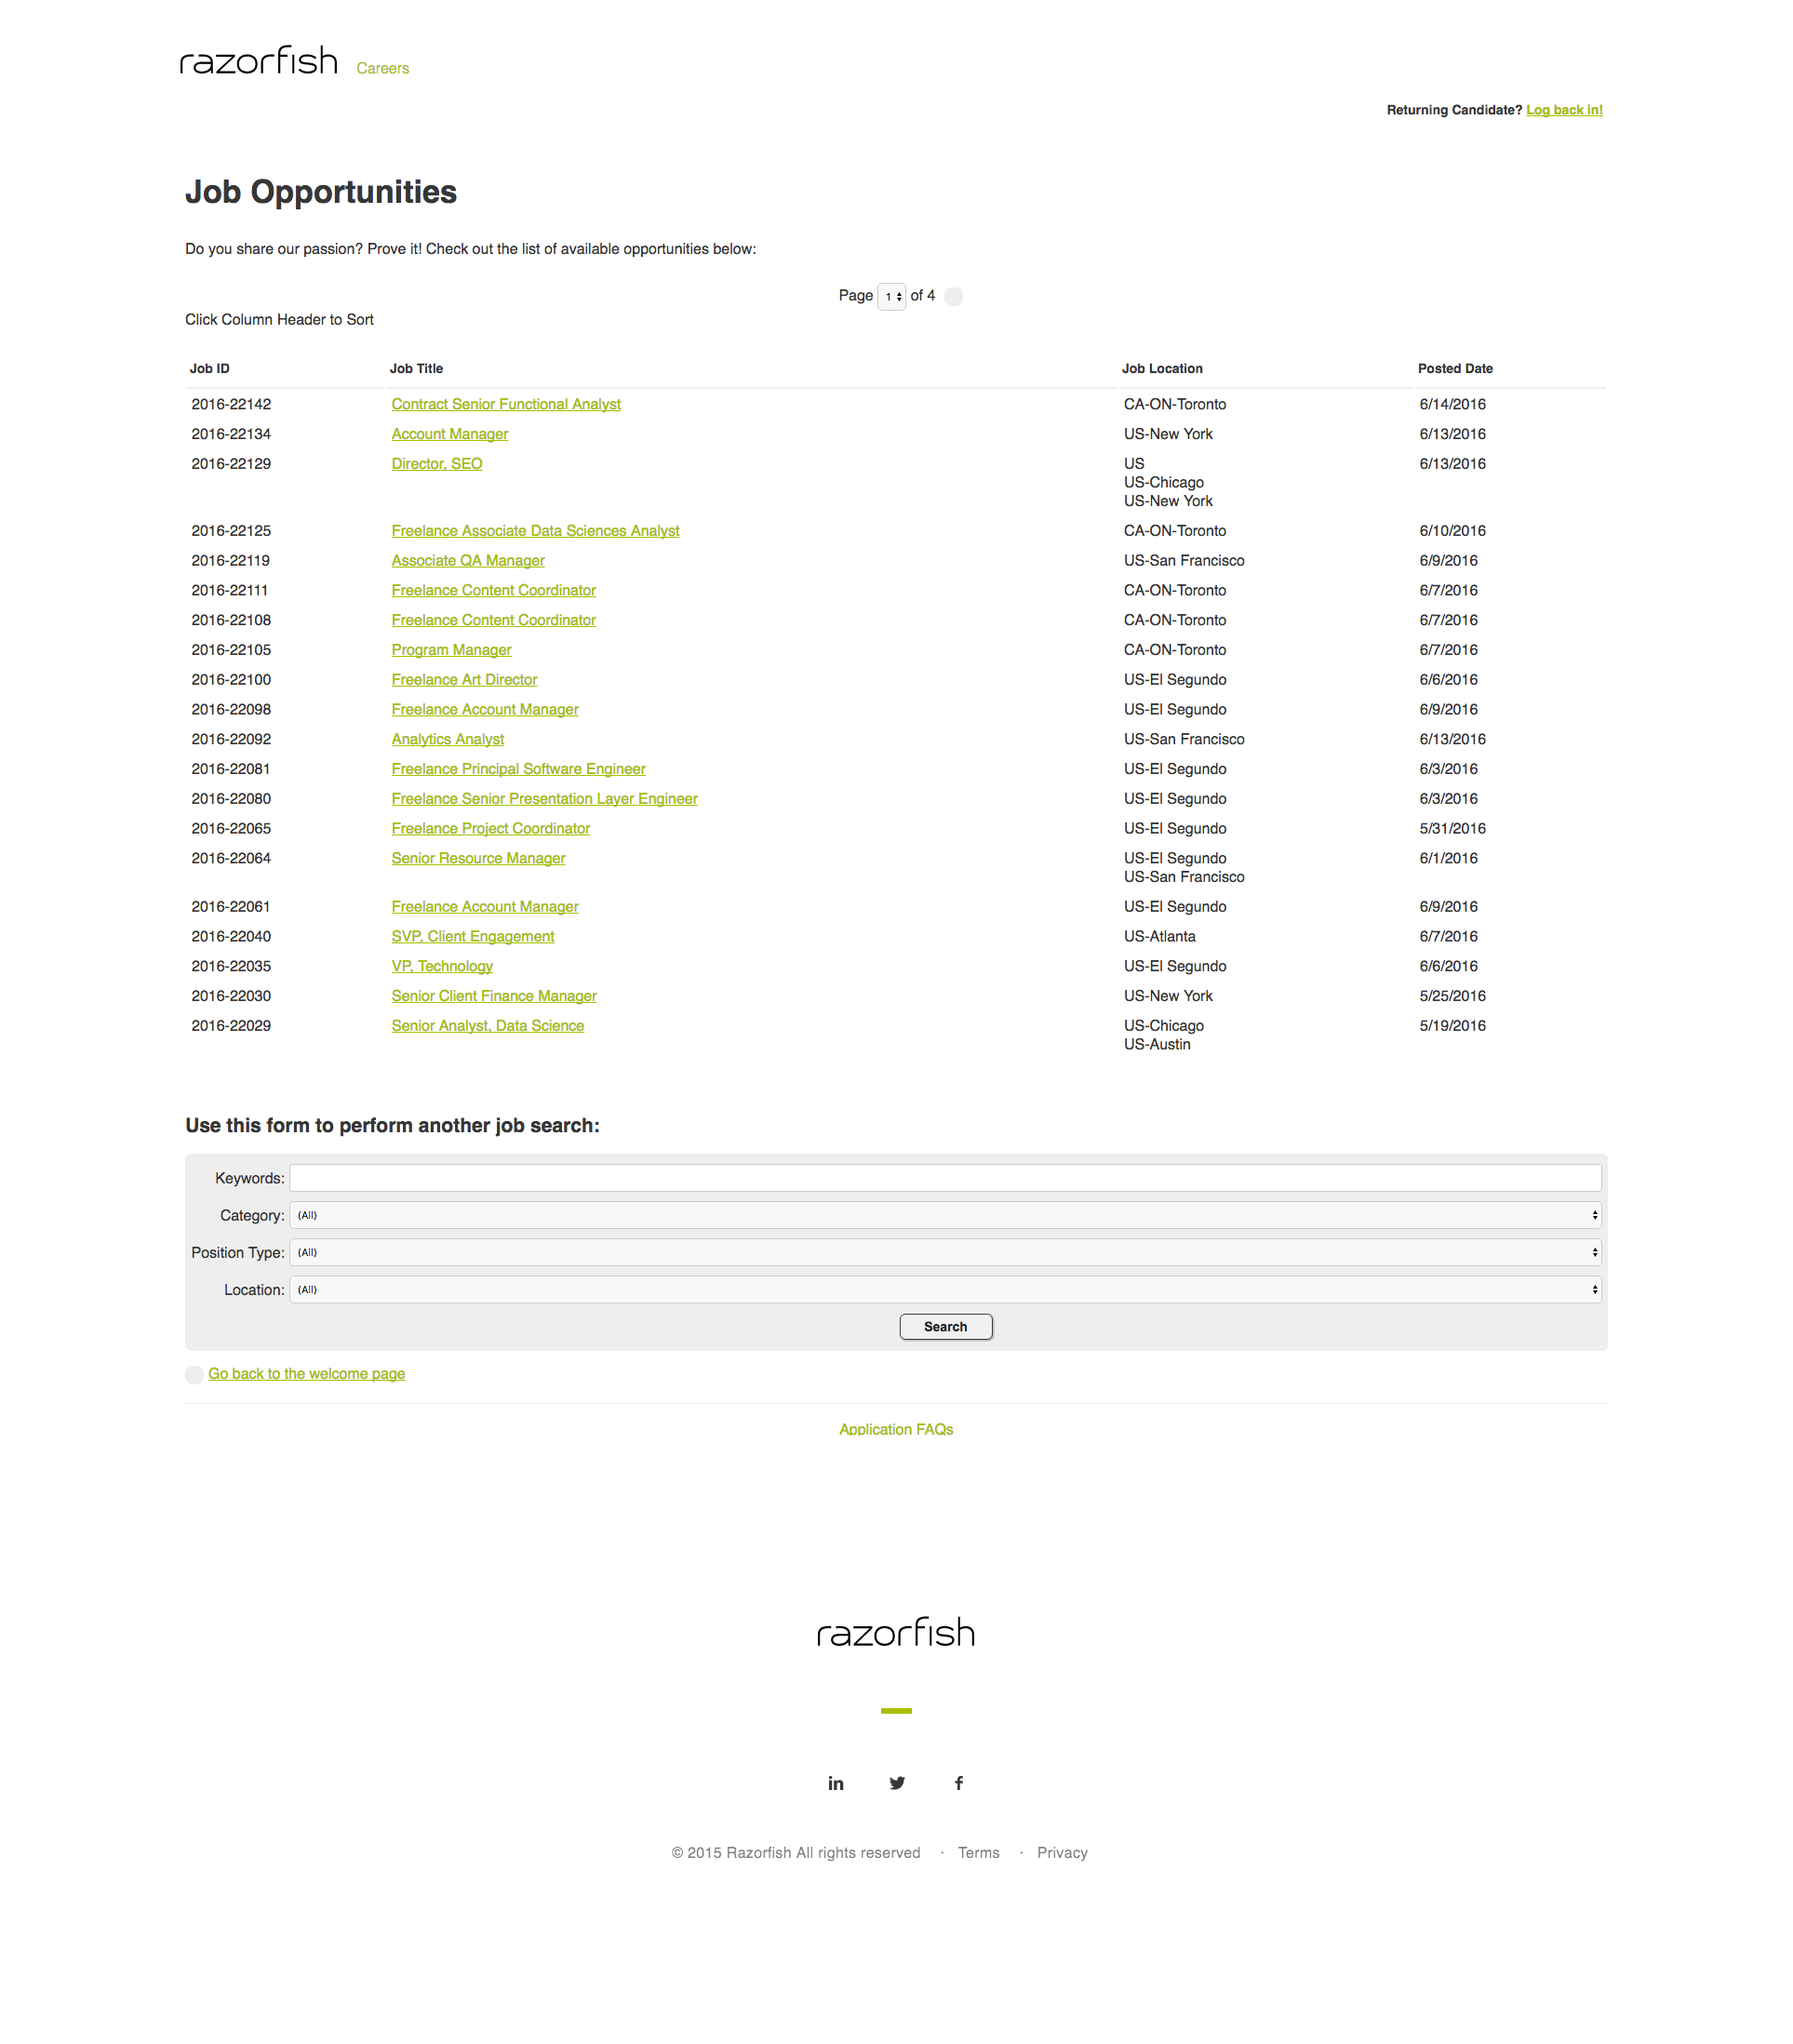 razorfish Careers
Returning Candidate? Log back in!
Job Opportunities
Do you share our passion? Prove it! Check out the list of available opportunities below:
Page 1 of 4
Click Column Header to Sort
Job ID Job Title Job Location Posted Date
2016-22142 Contract Senior Functional Analyst CA-ON-Toronto 6/14/2016
2016-22134 Account Manager US-New York 6/13/2016
2016-22129 Director, SEO US 6/13/2016
US-Chicago
US-New York
2016-22125 Freelance Associate Data Sciences Analyst CA-ON-Toronto 6/10/2016
2016-22119 Associate QA Manager US-San Francisco 6/9/2016
2016-22111 Freelance Content Coordinator CA-ON-Toronto 6/7/2016
2016-22108 Freelance Content Coordinator CA-ON-Toronto 6/7/2016
2016-22105 Program Manager CA-ON-Toronto 6/7/2016
2016-22100 Freelance Art Director US-El Segundo 6/6/2016
2016-22098 Freelance Account Manager US-El Segundo 6/9/2016
2016-22092 Analytics Analyst US-San Francisco 6/13/2016
2016-22081 Freelance Principal Software Engineer US-El Segundo 6/3/2016
2016-22080 Freelance Senior Presentation Layer Engineer US-El Segundo 6/3/2016
2016-22065 Freelance Project Coordinator US-El Segundo 5/31/2016
2016-22064 Senior Resource Manager US-El Segundo 6/1/2016
US-San Francisco
2016-22061 Freelance Account Manager US-El Segundo 6/9/2016
2016-22040 SVP, Client Engagement US-Atlanta 6/7/2016
2016-22035 VP, Technology US-El Segundo 6/6/2016
2016-22030 Senior Client Finance Manager US-New York 5/25/2016
2016-22029 Senior Analyst, Data Science US-Chicago 5/19/2016
US-Austin
Use this form to perform another job search:
Keywords:
Category: (All)
Position Type: (All)
Location: (All)
Search
Go back to the welcome page
Application FAQs
razorfish
© 2015 Razorfish All rights reserved · Terms · Privacy